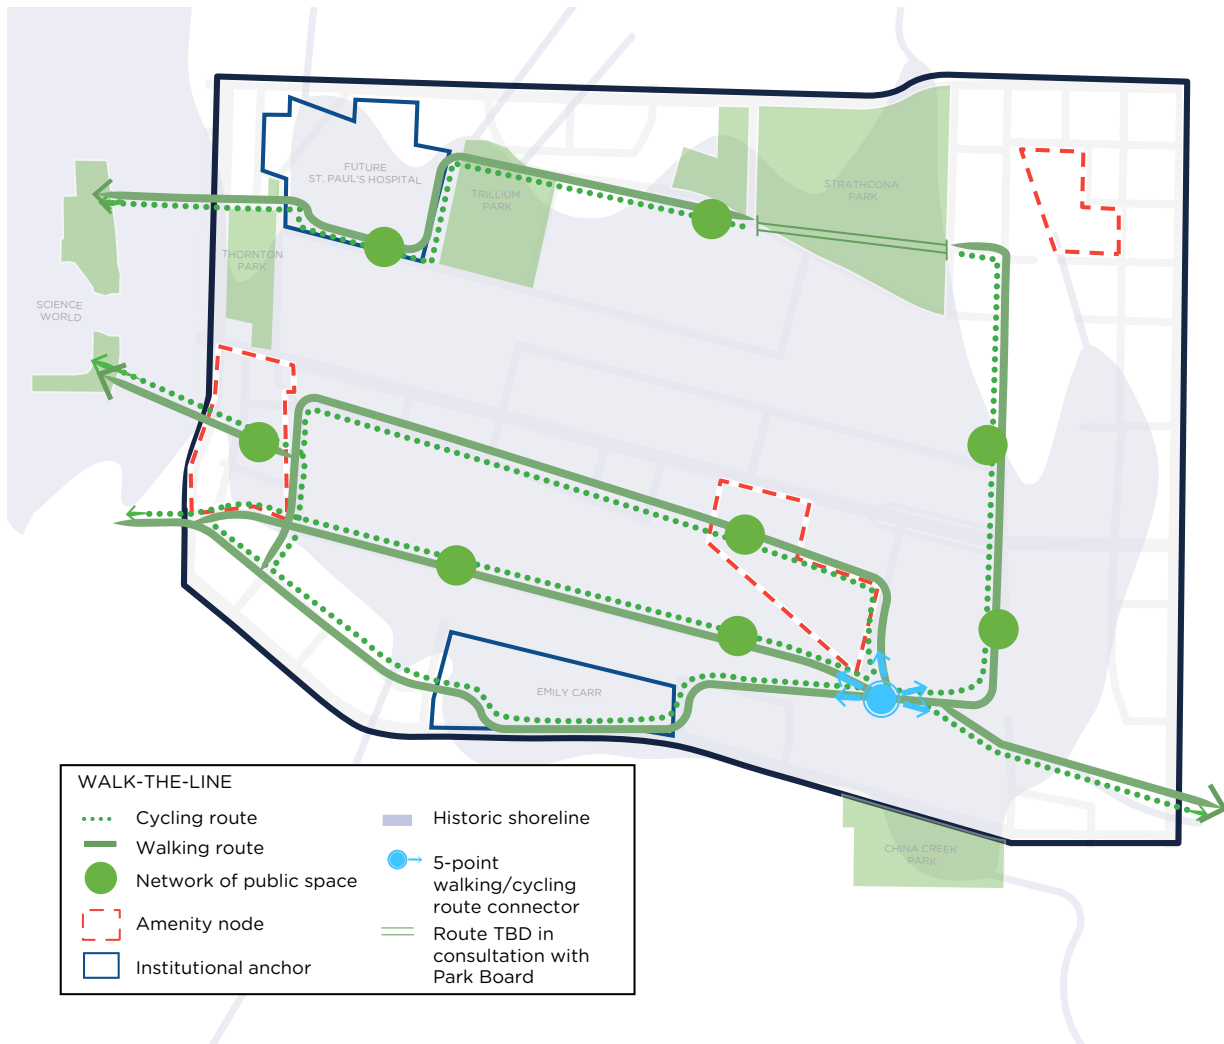 FUTURE
ST. PAUL'S HOSPITAL
TRILLIUM
PARK
STRATHCONA
PARK
THORNTON
PARK
SCIENCE
WORLD
EMILY CARR
CHINA CREEK
PARK
WALK-THE-LINE
Cycling route
Walking route
Network of public space
Amenity node
Institutional anchor
Historic shoreline
5-point
walking/cycling
route connector
Route TBD in
consultation with
Park Board